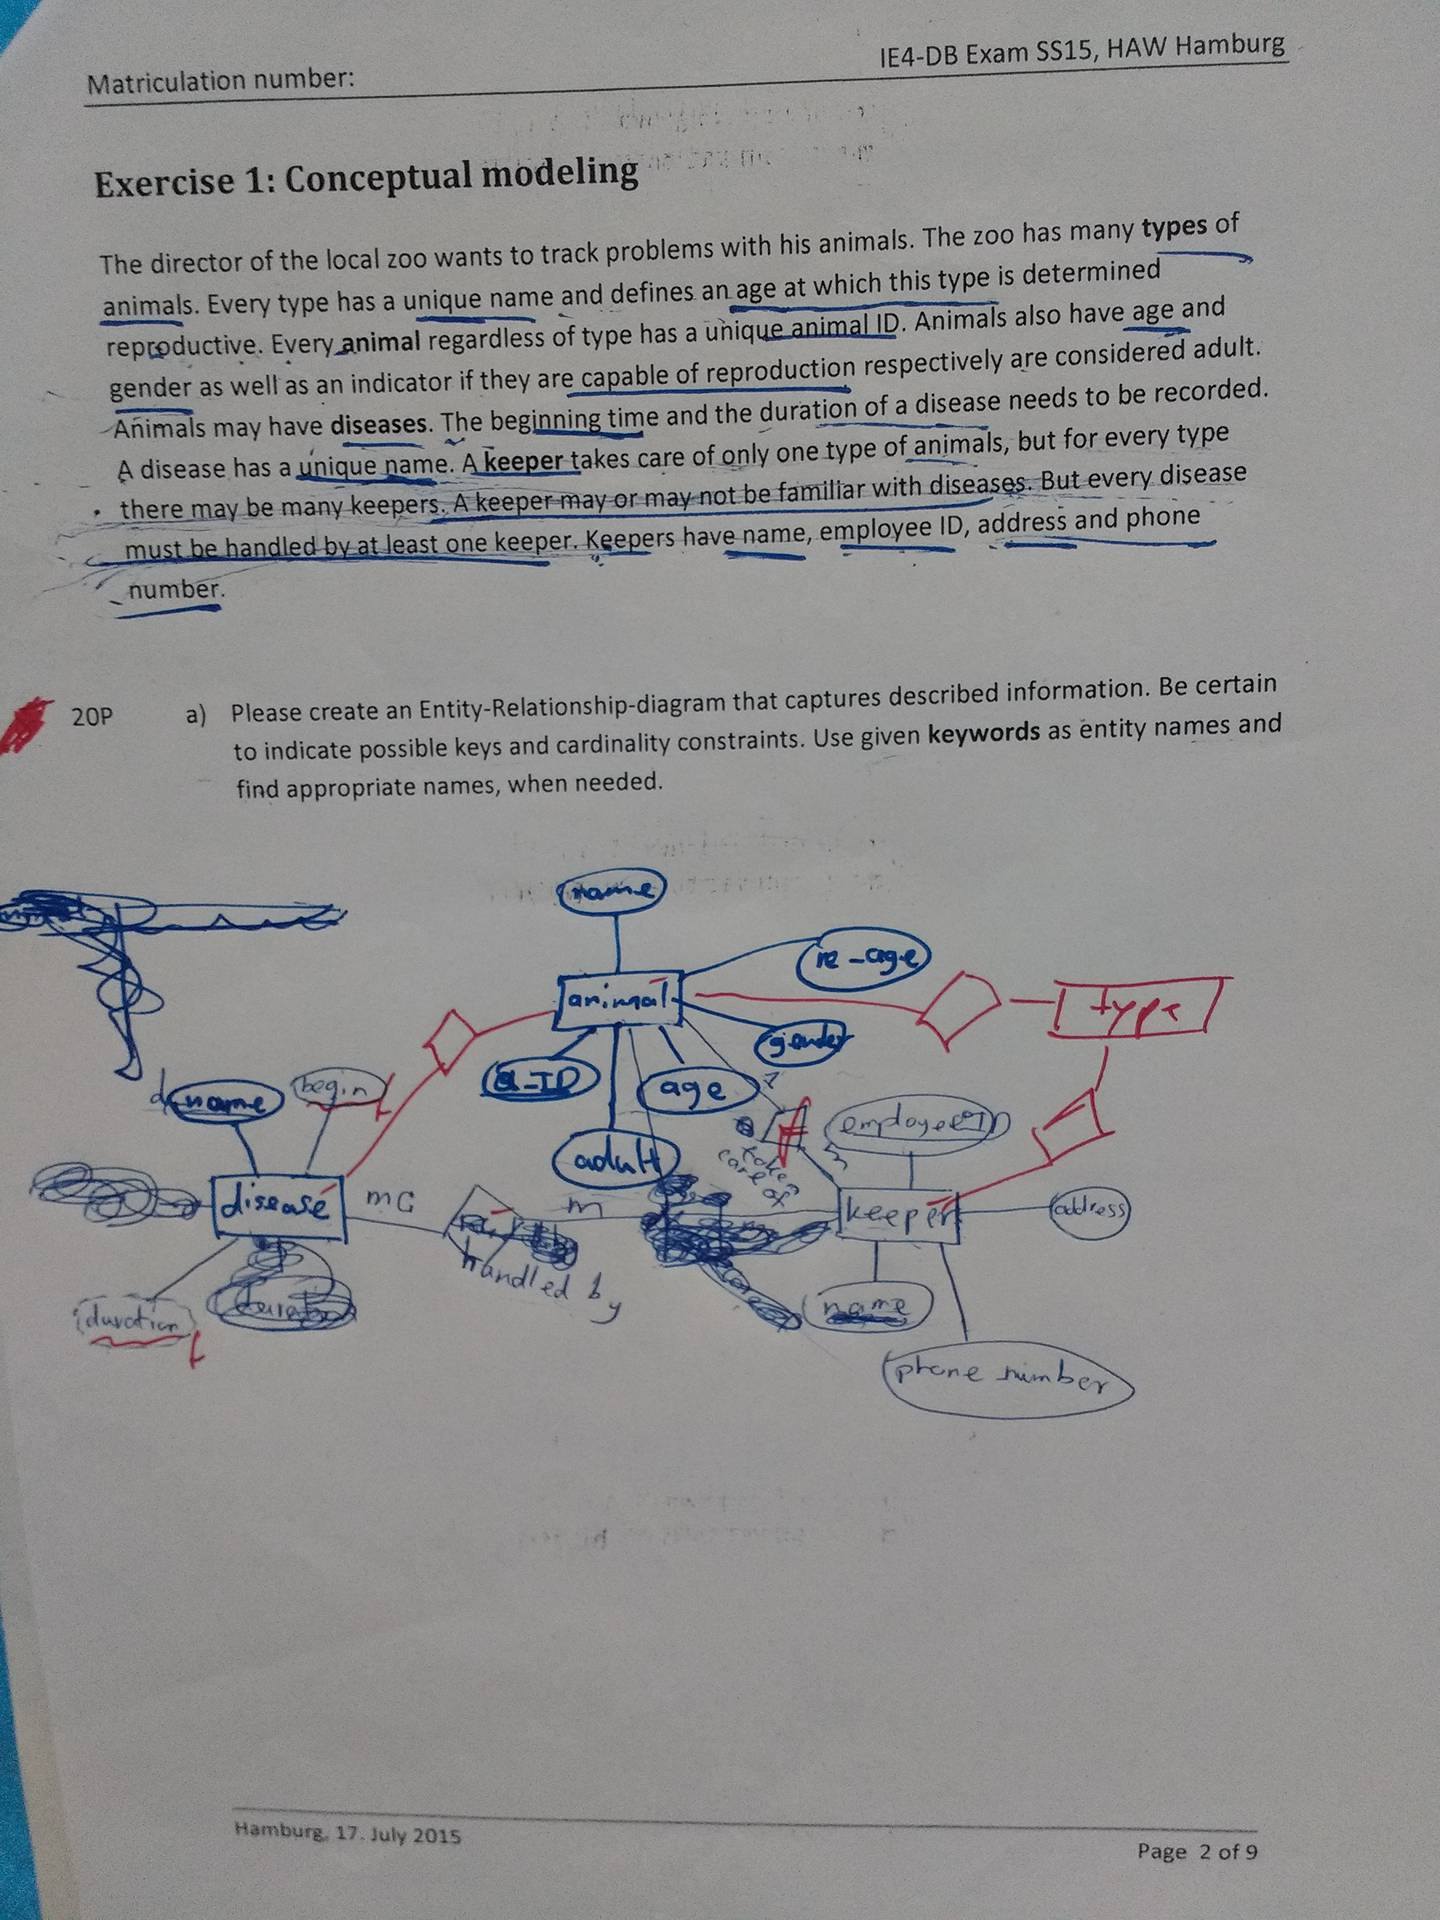 IE4-DB Exam SS15, HAW Hamburg
Matriculation number:
Exercise 1: Conceptual modeling
The director of the local zoo wants to track problems with his animals. The zoo has many types of
animals. Every type has a unique name and defines an age at which this type is determined
reproductive. Every animal regardless of type has a unique animal ID. Animals also have age and
gender as well as an indicator if they are capable of reproduction respectively are considered adult.
Animals may have diseases. The beginning time and the duration of a disease needs to be recorded.
A disease has a unique name. A keeper takes care of only one type of animals, but for every type
there may be many keepers. A keeper may or may not be familiar with diseases. But every disease
must be handled by at least one keeper. Keepers have name, employee ID, address and phone
number.
20P a) Please create an Entity-Relationship-diagram that captures described information. Be certain
to indicate possible keys and cardinality constraints. Use given keywords as entity names and
find appropriate names, when needed.
name
re-age
animal
type
gender
a-ID
age
name
begin
employeeID
adult
care of
disease
mC
m
keeper
address
handled by
duration
name
phone number
Hamburg, 17. July 2015
Page 2 of 9